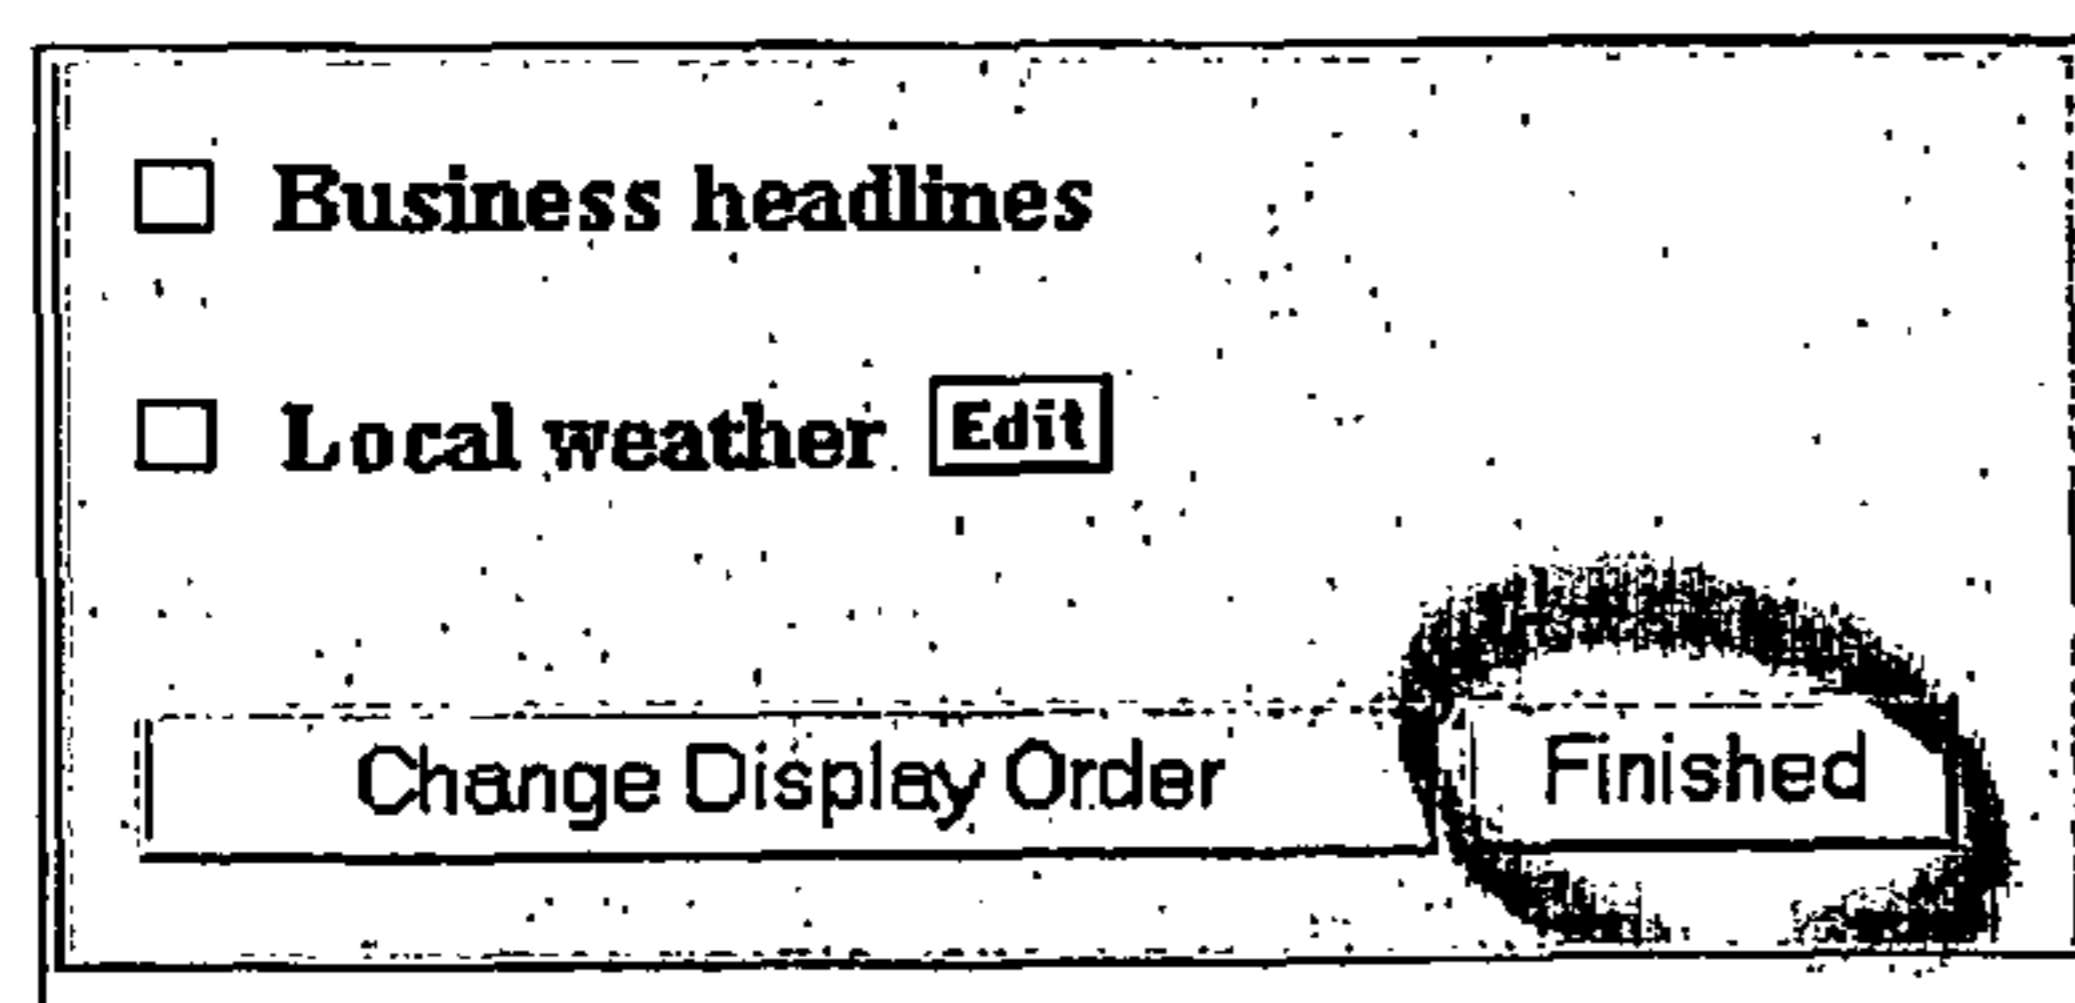 Business headlines
Local weather Edit
Change Display Order Finished